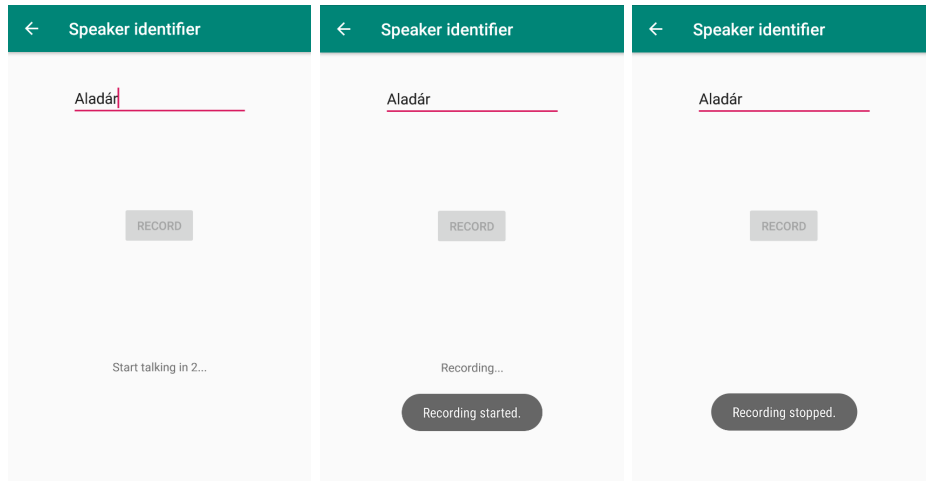 Speaker identifier
Aladár
RECORD
Start talking in 2...
Speaker identifier
Aladár
RECORD
Recording...
Recording started.
Speaker identifier
Aladár
RECORD
Recording stopped.